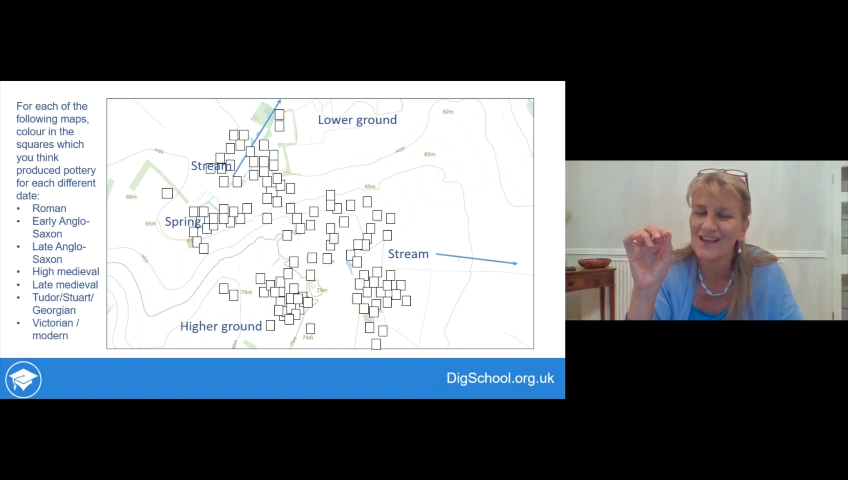 For each of the
following maps,
colour in the
squares which
you think
produced pottery
for each different
date:
• Roman
• Early Anglo-
Saxon
• Late Anglo-
Saxon
• High medieval
• Late medieval
• Tudor/Stuart/
Georgian
• Victorian /
modern
Lower ground
Stream
Spring
Stream
Higher ground
DigSchool.org.uk